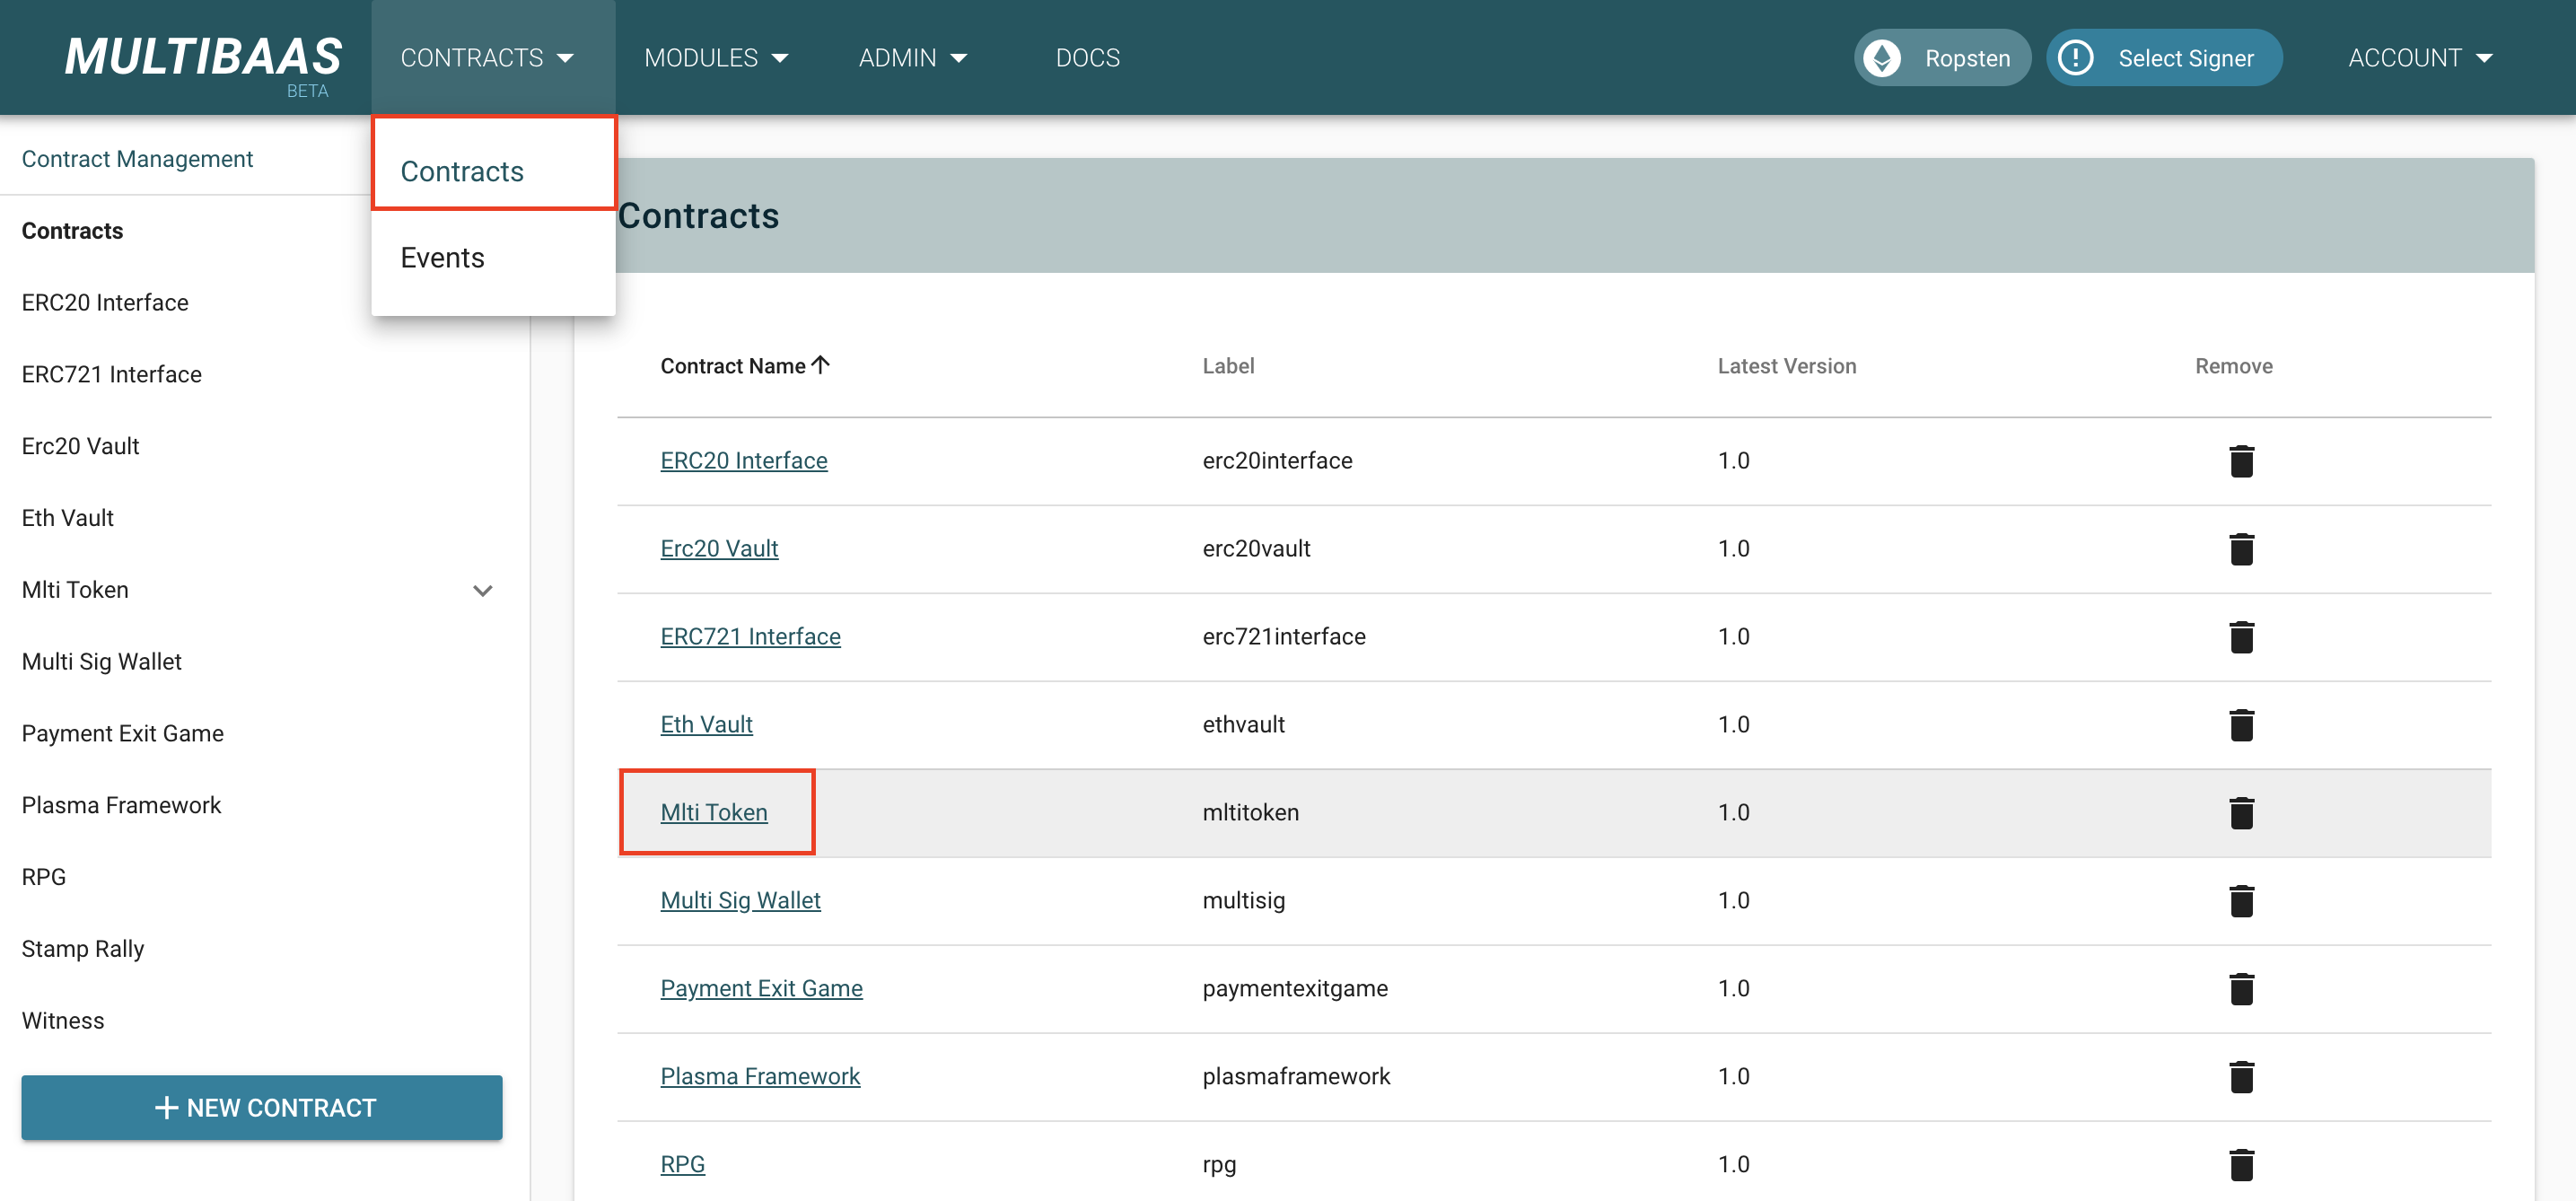 MULTIBAAS
BETA
CONTRACTS
MODULES
ADMIN
DOCS
Ropsten
Select Signer
ACCOUNT
Contracts
Events
Contract Management
Contracts
ERC20 Interface
ERC721 Interface
Erc20 Vault
Eth Vault
Mlti Token
Multi Sig Wallet
Payment Exit Game
Plasma Framework
RPG
Stamp Rally
Witness
NEW CONTRACT
Contracts
Contract Name Label Latest Version Remove
ERC20 Interface erc20interface 1.0
Erc20 Vault erc20vault 1.0
ERC721 Interface erc721interface 1.0
Eth Vault ethvault 1.0
Mlti Token mltitoken 1.0
Multi Sig Wallet multisig 1.0
Payment Exit Game paymentexitgame 1.0
Plasma Framework plasmaframework 1.0
RPG rpg 1.0